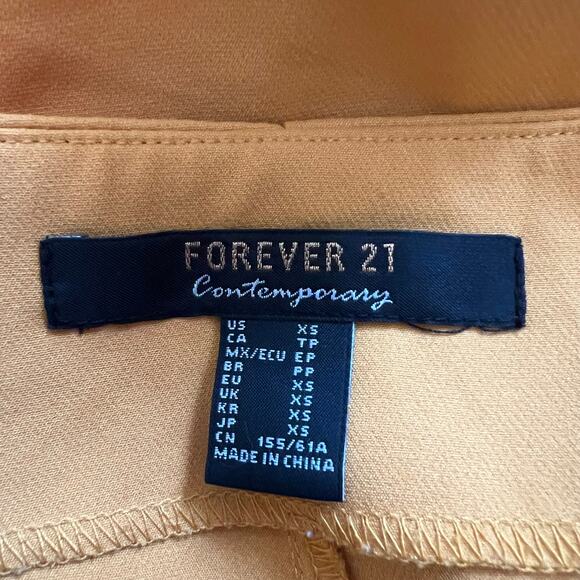 FOREVER 21
Contemporary
US XS
CA TP
MX/ECU EP
BR PP
EU XS
UK XS
KR XS
JP XS
CN 155/61A
MADE IN CHINA